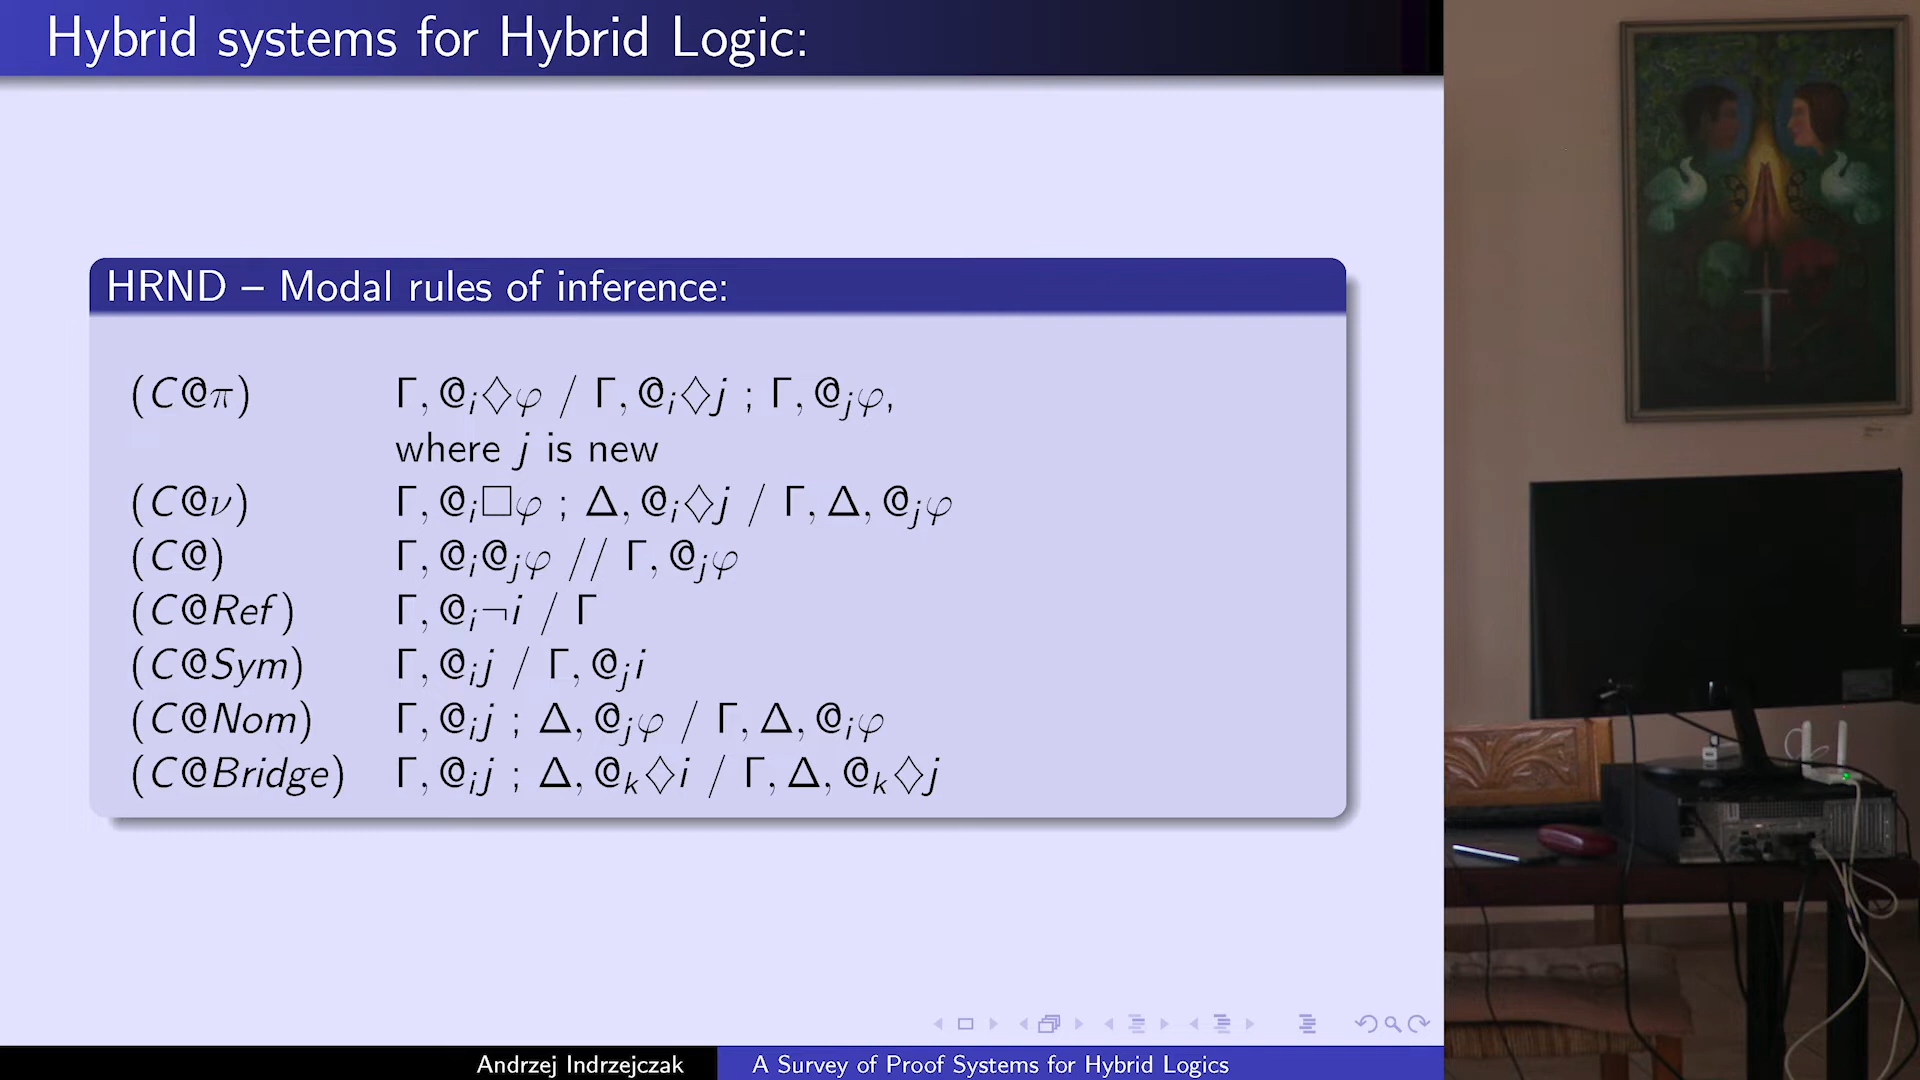 Hybrid systems for Hybrid Logic:
HRND – Modal rules of inference:
(C@π) Γ, @ᵢ◇φ / Γ, @ᵢ◇j ; Γ, @ⱼφ,
where j is new
(C@ν) Γ, @ᵢ□φ ; Δ, @ᵢ◇j / Γ, Δ, @ⱼφ
(C@) Γ, @ᵢ@ⱼφ // Γ, @ⱼφ
(C@Ref) Γ, @ᵢ¬i / Γ
(C@Sym) Γ, @ᵢj / Γ, @ⱼi
(C@Nom) Γ, @ᵢj ; Δ, @ⱼφ / Γ, Δ, @ᵢφ
(C@Bridge) Γ, @ᵢj ; Δ, @ₖ◇i / Γ, Δ, @ₖ◇j
Andrzej Indrzejczak A Survey of Proof Systems for Hybrid Logics